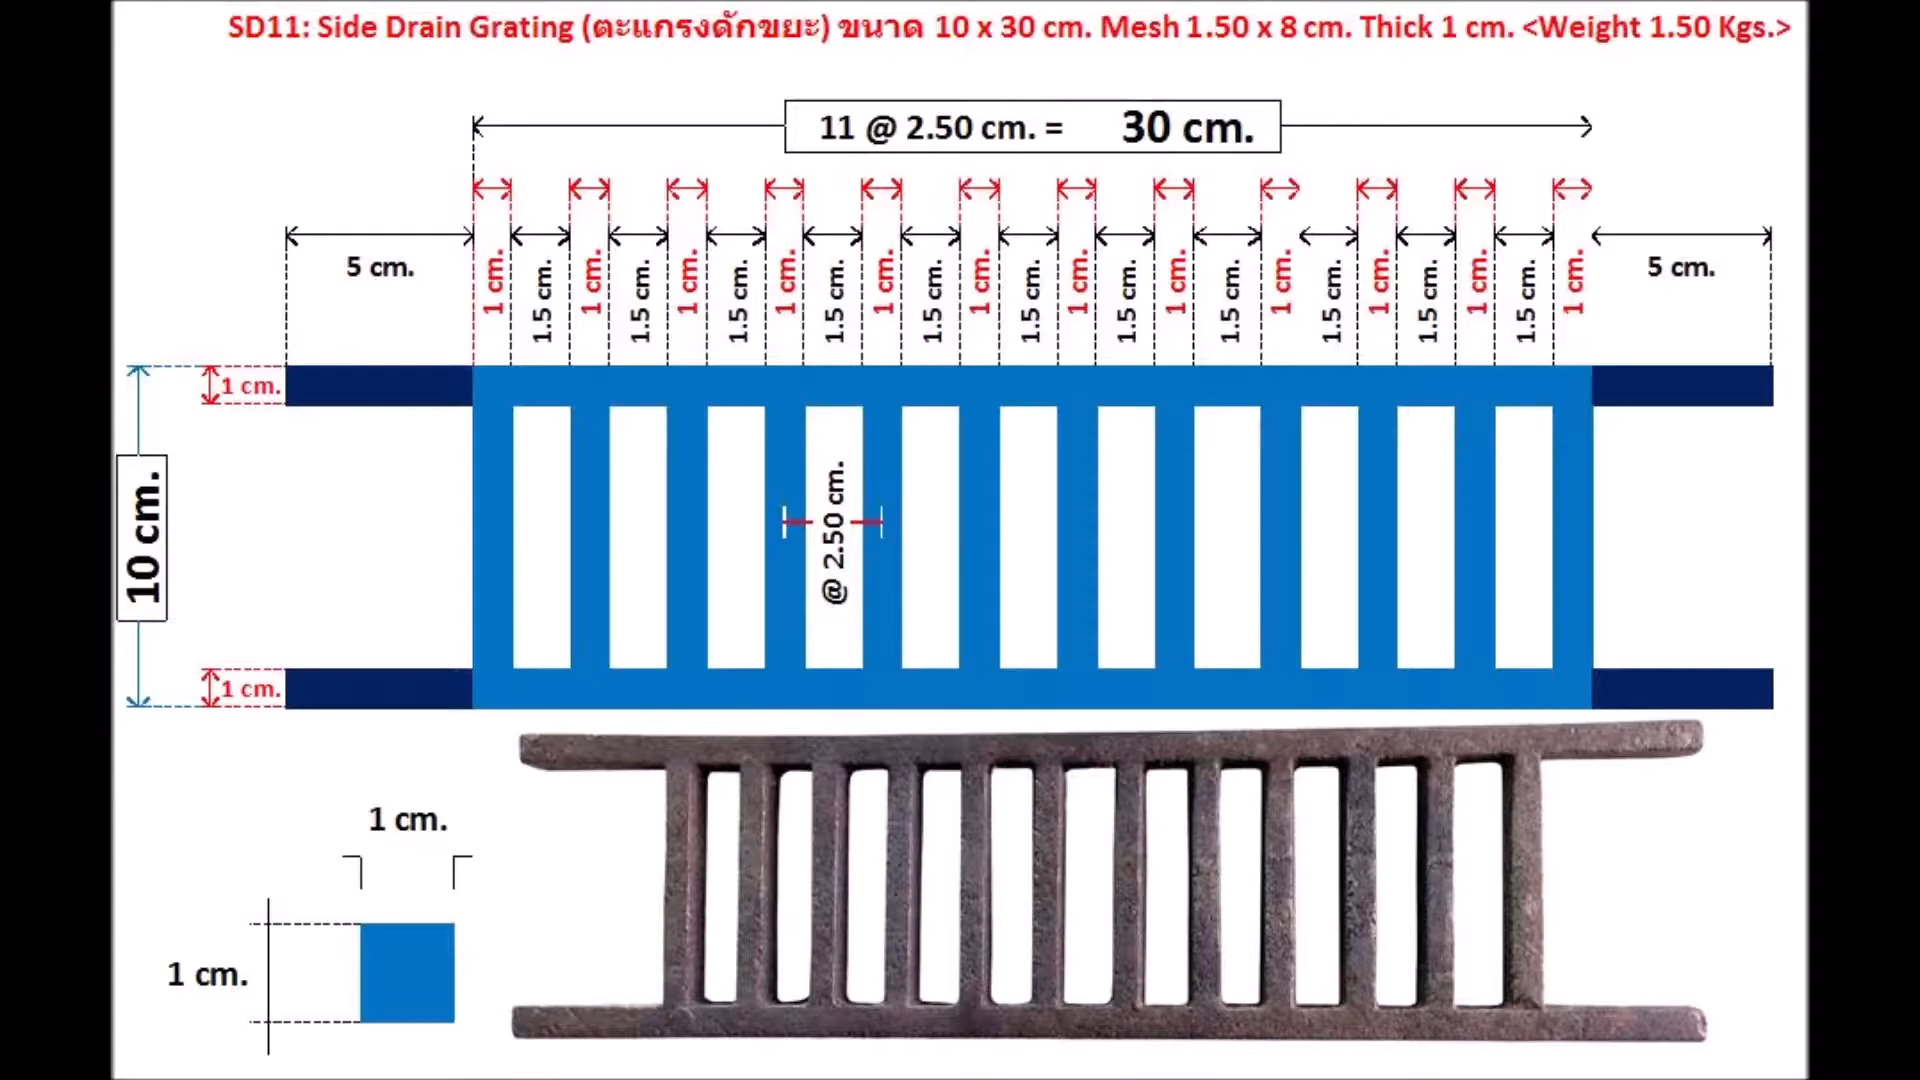 SD11: Side Drain Grating (ตะแกรงดักขยะ) ขนาด 10 x 30 cm. Mesh 1.50 x 8 cm. Thick 1 cm. <Weight 1.50 Kgs.>
11 @ 2.50 cm. = 30 cm.
5 cm.
1 cm.
1.5 cm.
1 cm.
1.5 cm.
1 cm.
1.5 cm.
1 cm.
1.5 cm.
1 cm.
1.5 cm.
1 cm.
1.5 cm.
1 cm.
1.5 cm.
1 cm.
1.5 cm.
1 cm.
1.5 cm.
1 cm.
1.5 cm.
1 cm.
1.5 cm.
1 cm.
5 cm.
1 cm.
10 cm.
@ 2.50 cm.
1 cm.
1 cm.
1 cm.